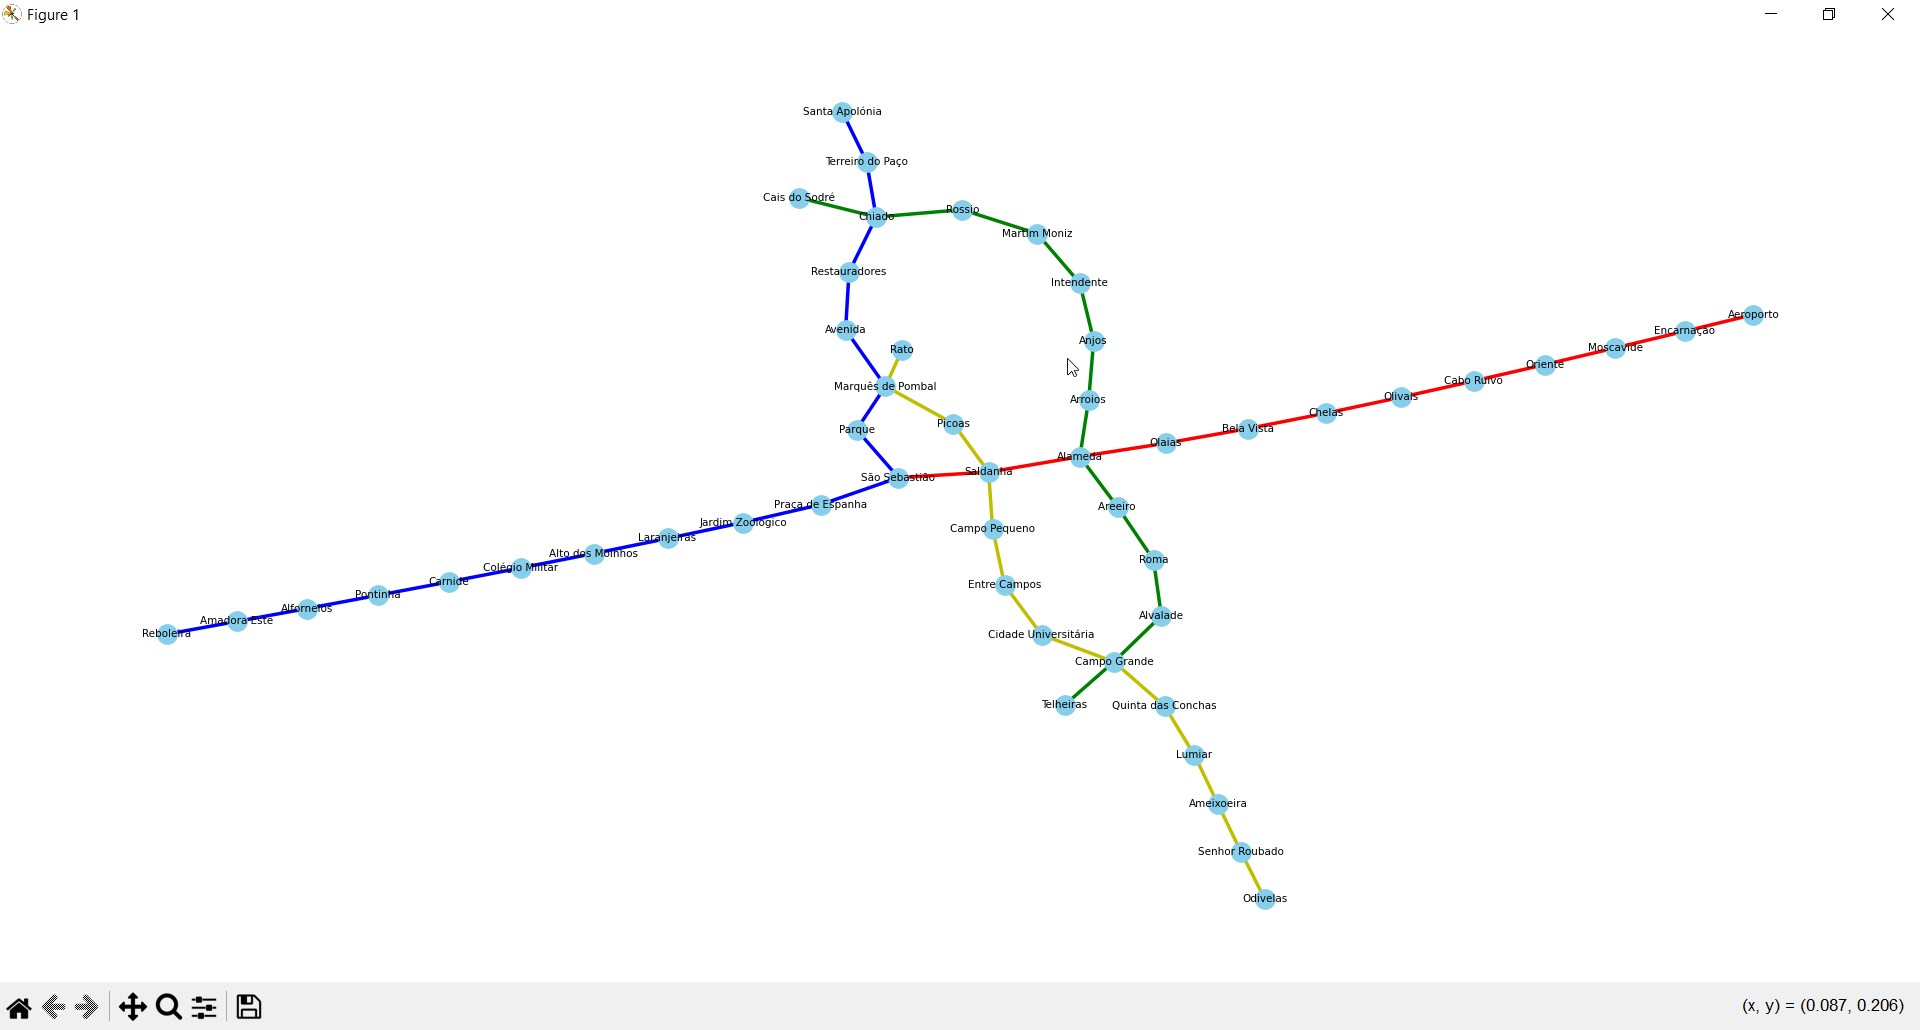 Figure 1
Santa Apolónia
Terreiro do Paço
Cais do Sodré
Chiado
Rossio
Martim Moniz
Restauradores
Intendente
Avenida
Anjos
Rato
Marquês de Pombal
Arroios
Parque
Picoas
São Sebastião
Saldanha
Alameda
Olaias
Bela Vista
Chelas
Olivais
Cabo Ruivo
Oriente
Moscavide
Encarnação
Aeroporto
Praça de Espanha
Jardim Zoológico
Laranjeiras
Alto dos Moinhos
Colégio Militar
Carnide
Pontinha
Alfornelos
Amadora Este
Reboleira
Campo Pequeno
Entre Campos
Cidade Universitária
Areeiro
Roma
Alvalade
Campo Grande
Telheiras
Quinta das Conchas
Lumiar
Ameixoeira
Senhor Roubado
Odivelas
(x, y) = (0.087, 0.206)